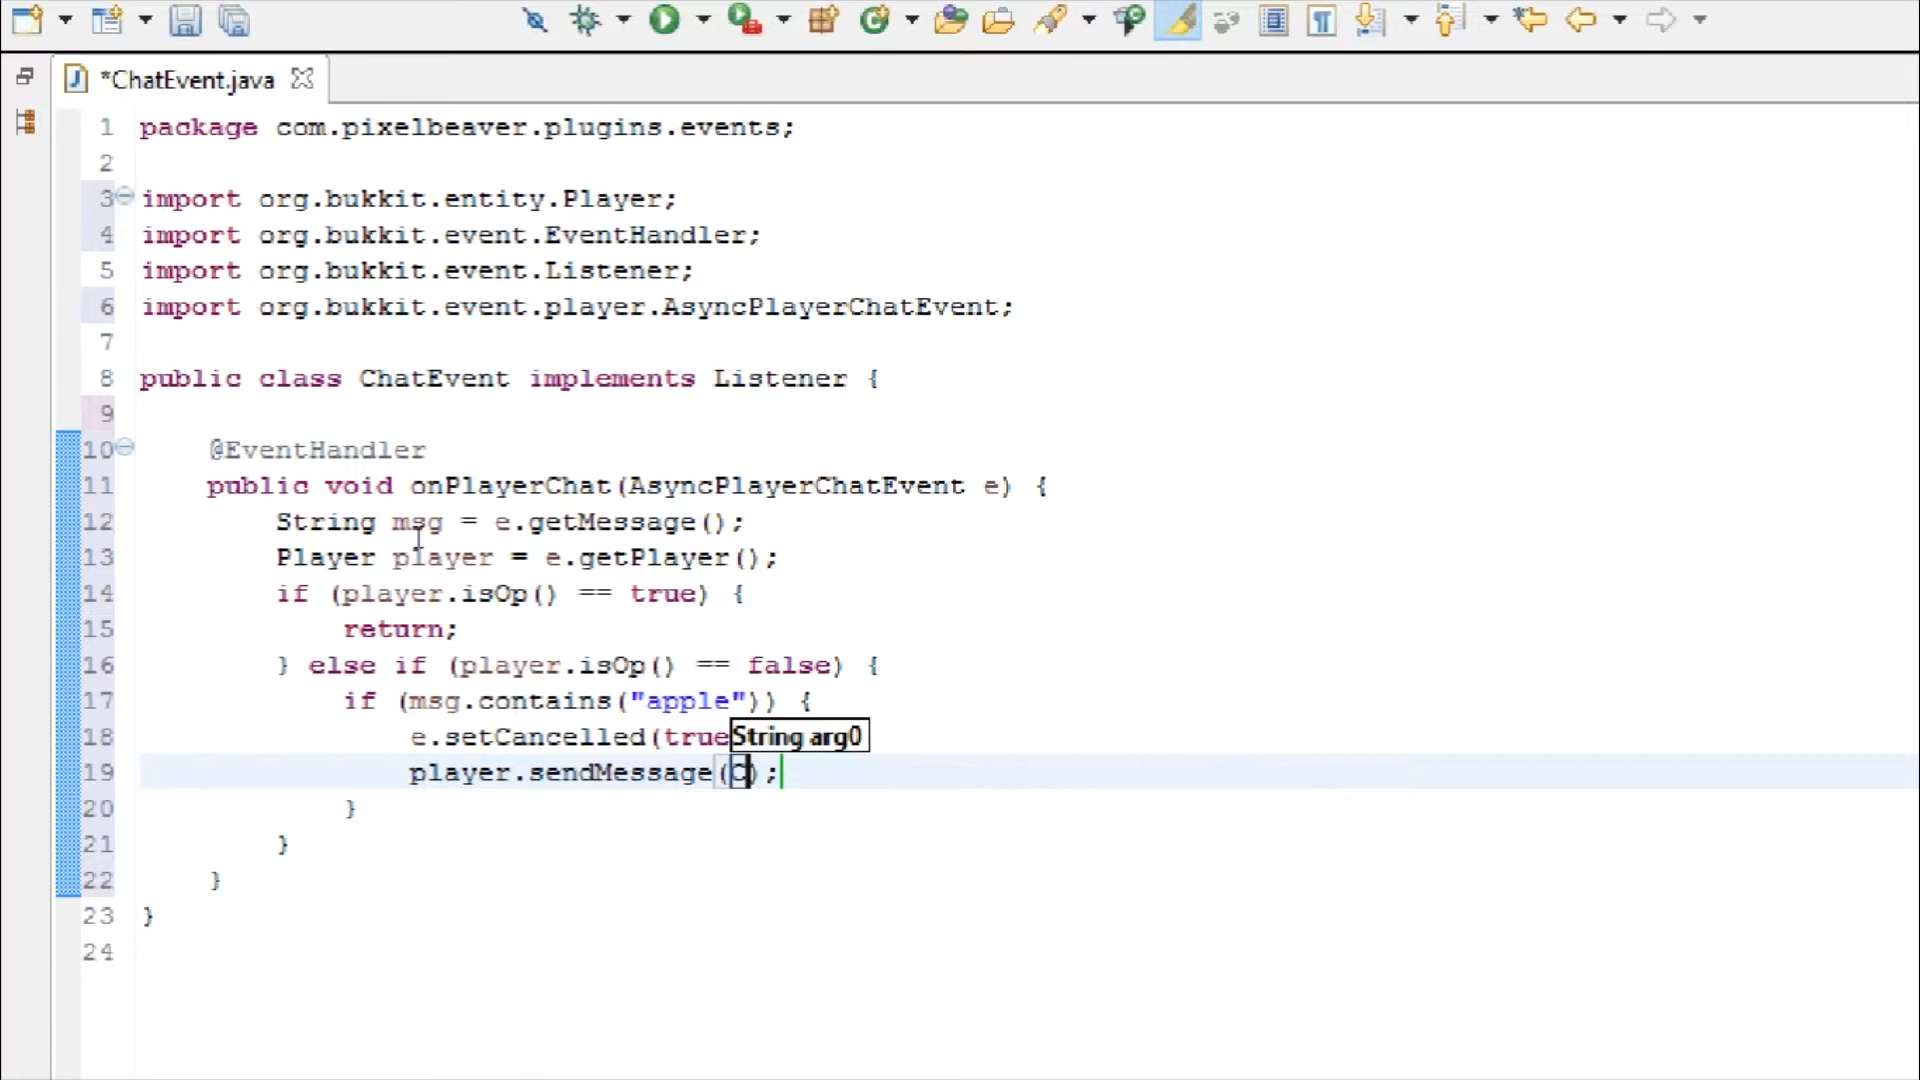 *ChatEvent.java
1 package com.pixelbeaver.plugins.events;
2
3 import org.bukkit.entity.Player;
4 import org.bukkit.event.EventHandler;
5 import org.bukkit.event.Listener;
6 import org.bukkit.event.player.AsyncPlayerChatEvent;
7
8 public class ChatEvent implements Listener {
9
10 @EventHandler
11 public void onPlayerChat(AsyncPlayerChatEvent e) {
12 String msg = e.getMessage();
13 Player player = e.getPlayer();
14 if (player.isOp() == true) {
15 return;
16 } else if (player.isOp() == false) {
17 if (msg.contains("apple")) {
18 e.setCancelled(true String arg0
19 player.sendMessage(C);
20 }
21 }
22 }
23 }
24